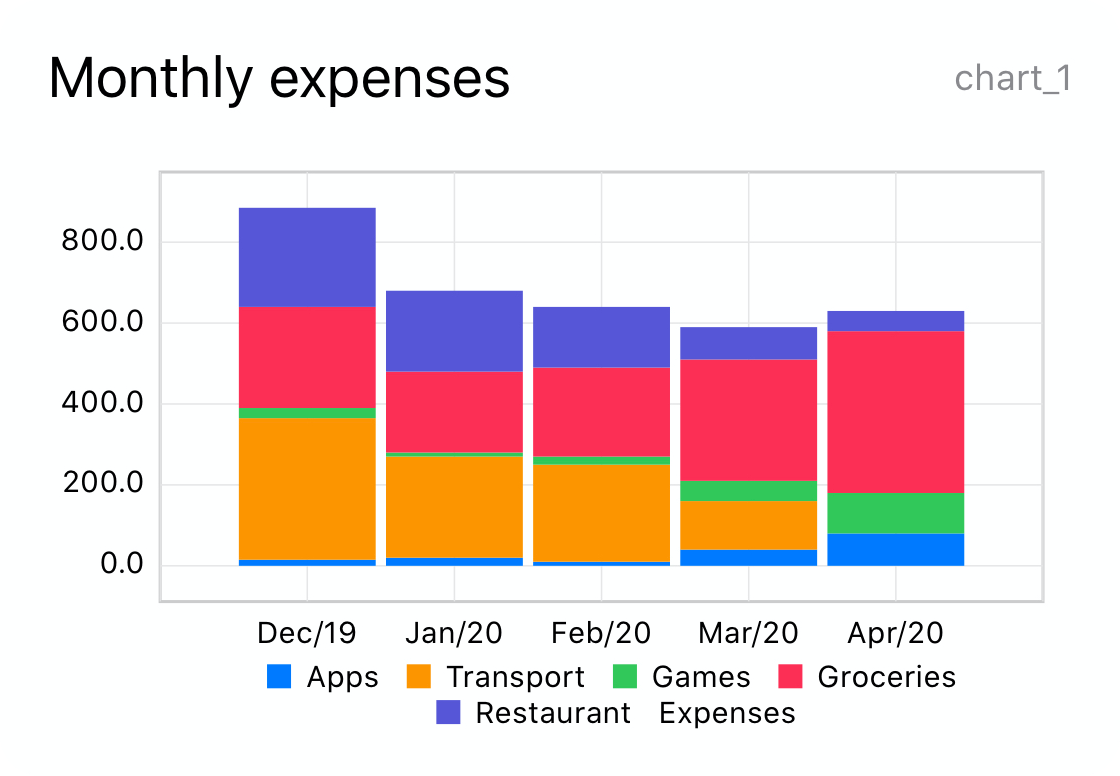 Monthly expenses
chart_1
800.0
600.0
400.0
200.0
0.0
Dec/19 Jan/20 Feb/20 Mar/20 Apr/20
Apps Transport Games Groceries
Restaurant Expenses